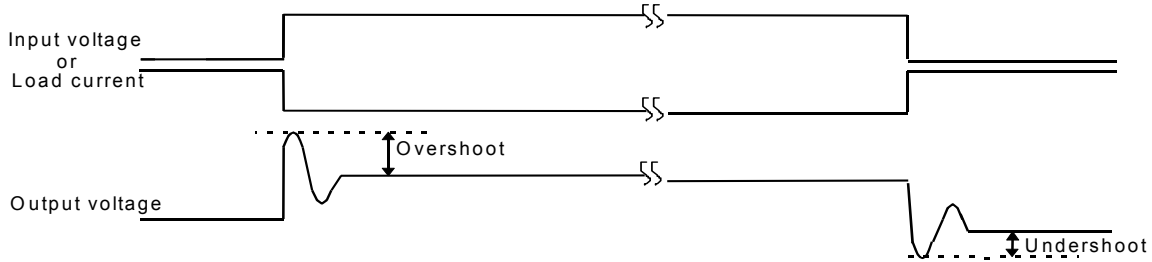 Input voltage
or
Load current
Overshoot
Output voltage
Undershoot